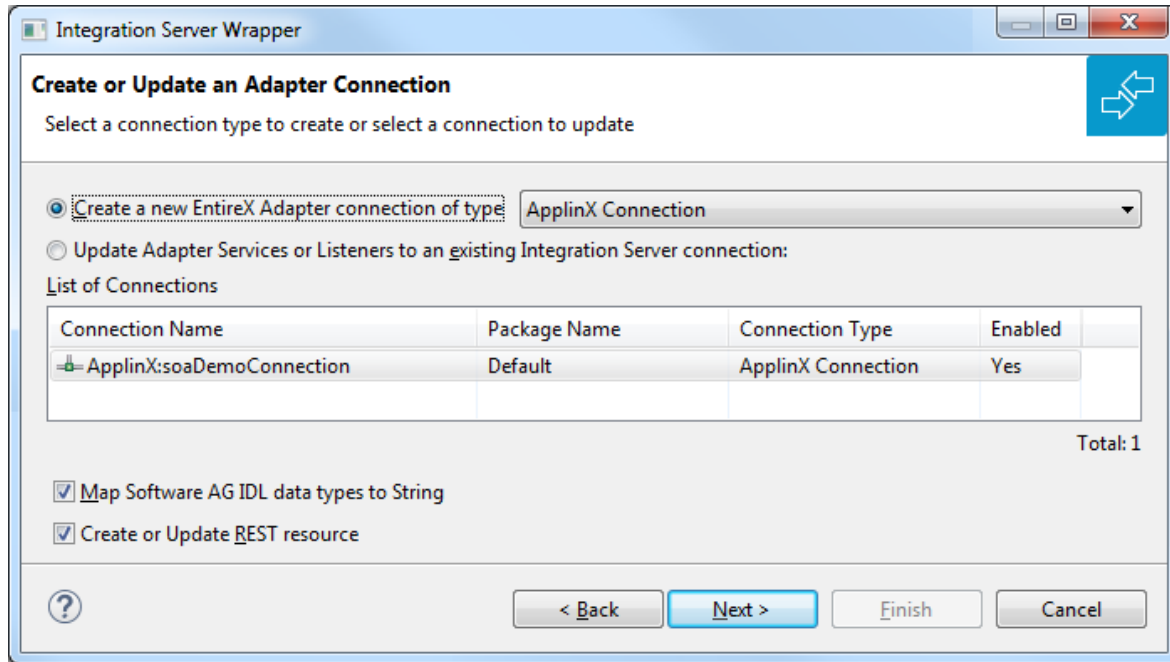 Integration Server Wrapper
Create or Update an Adapter Connection
Select a connection type to create or select a connection to update
Create a new EntireX Adapter connection of type ApplinX Connection
Update Adapter Services or Listeners to an existing Integration Server connection:
List of Connections
Connection Name Package Name Connection Type Enabled
ApplinX:soaDemoConnection Default ApplinX Connection Yes
Total: 1
Map Software AG IDL data types to String
Create or Update REST resource
? < Back Next > Finish Cancel